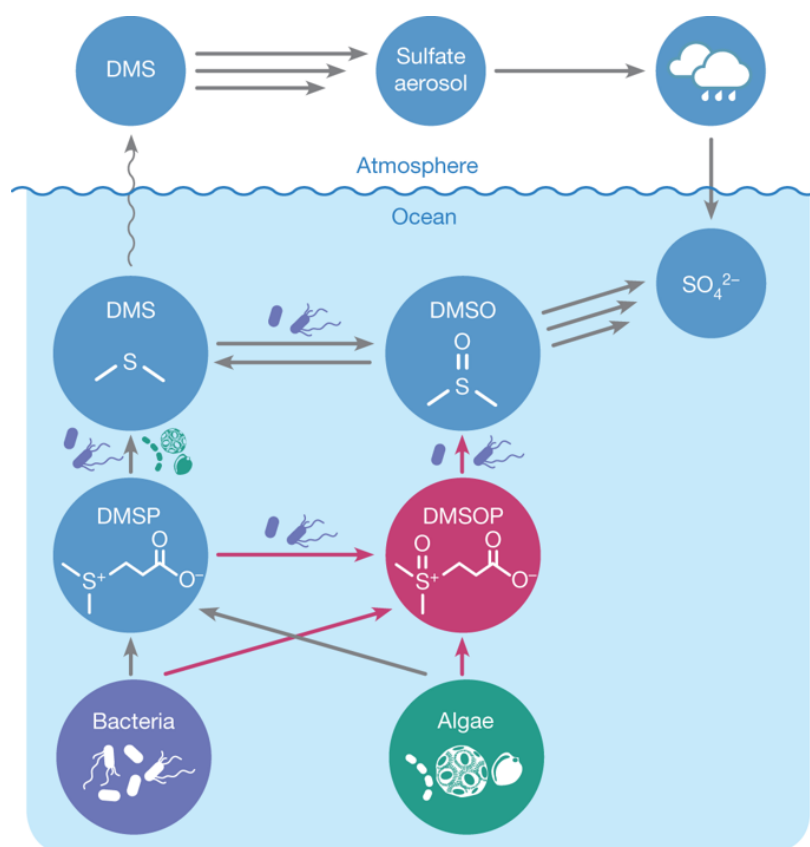 DMS
Sulfate
aerosol
Atmosphere
Ocean
SO₄²⁻
DMS
S
DMSO
O
S
DMSP
O
S⁺
O⁻
DMSOP
O
O
S⁺
O⁻
Bacteria
Algae